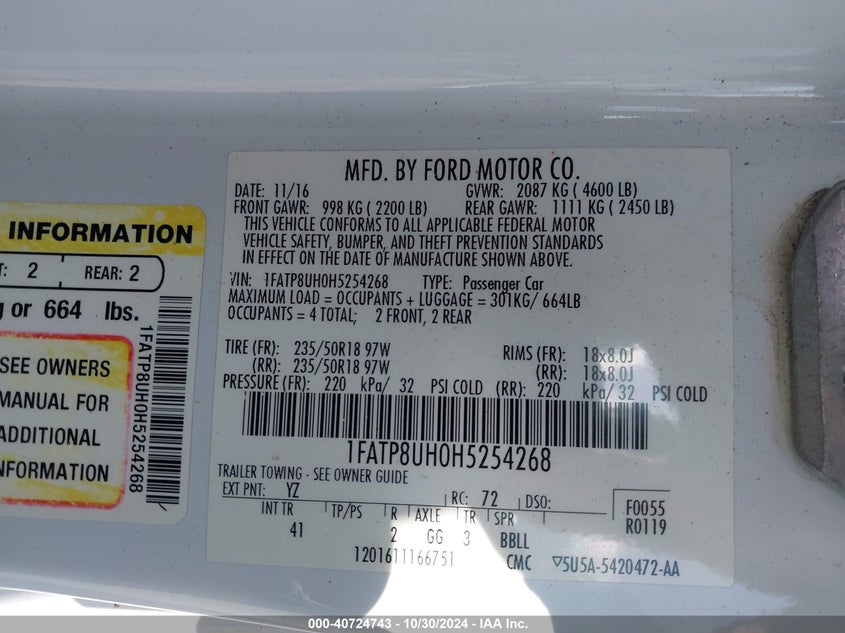 MFD. BY FORD MOTOR CO.
DATE: 11/16 GVWR: 2087 KG ( 4600 LB)
FRONT GAWR: 998 KG ( 2200 LB) REAR GAWR: 1111 KG ( 2450 LB)
THIS VEHICLE CONFORMS TO ALL APPLICABLE FEDERAL MOTOR
VEHICLE SAFETY, BUMPER, AND THEFT PREVENTION STANDARDS
IN EFFECT ON THE DATE OF MANUFACTURE SHOWN ABOVE.
VIN: 1FATP8UH0H5254268 TYPE: Passenger Car
MAXIMUM LOAD = OCCUPANTS + LUGGAGE = 301KG/ 664LB
OCCUPANTS = 4 TOTAL; 2 FRONT, 2 REAR
TIRE (FR): 235/50R18 97W RIMS (FR): 18x8.0J
(RR): 235/50R18 97W (RR): 18x8.0J
PRESSURE (FR): 220 kPa/ 32 PSI COLD (RR): 220 kPa/ 32 PSI COLD
1FATP8UH0H5254268
TRAILER TOWING - SEE OWNER GUIDE
EXT PNT: YZ RC: 72 DSO: F0055
INT TR TP/PS R AXLE TR SPR R0119
41 2 GG 3 BBLL
1201611166751 CMC ▽5U5A-5420472-AA
INFORMATION
T: 2 REAR: 2
g or 664 lbs.
SEE OWNERS
MANUAL FOR
ADDITIONAL
INFORMATION
1FATP8UH0H5254268
000-40724743 - 10/30/2024 - IAA Inc.